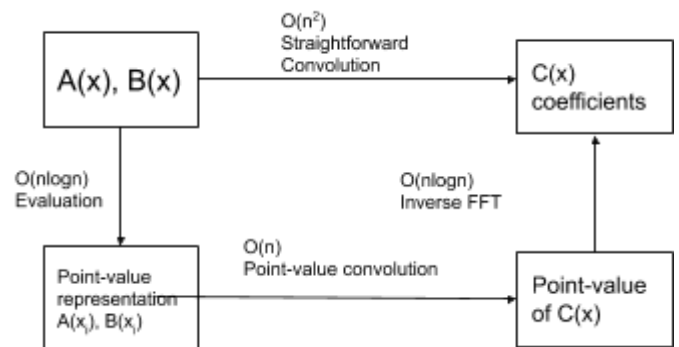 O(n²)
Straightforward
Convolution
A(x), B(x)
C(x)
coefficients
O(nlogn)
Evaluation
O(nlogn)
Inverse FFT
O(n)
Point-value convolution
Point-value
representation
A(xᵢ), B(xᵢ)
Point-value
of C(x)